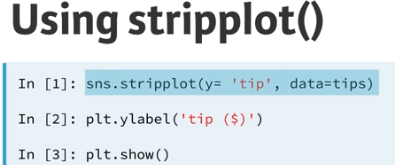 Using stripplot()
In [1]: sns.stripplot(y= 'tip', data=tips)
In [2]: plt.ylabel('tip ($)')
In [3]: plt.show()